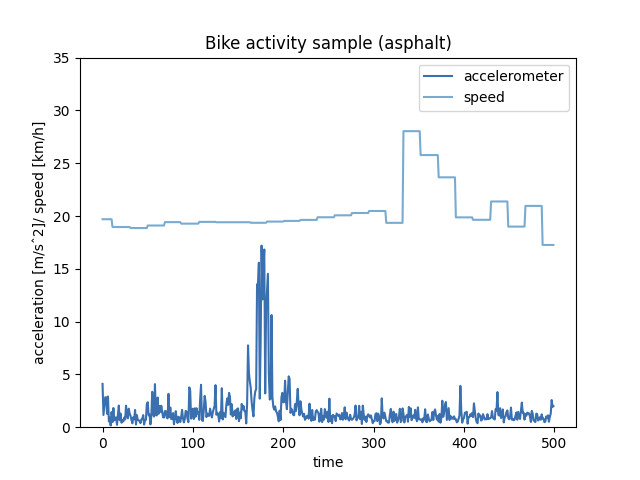 Bike activity sample (asphalt)
accelerometer
speed
35
30
25
20
15
10
5
0
acceleration [m/s^2]/ speed [km/h]
0 100 200 300 400 500
time